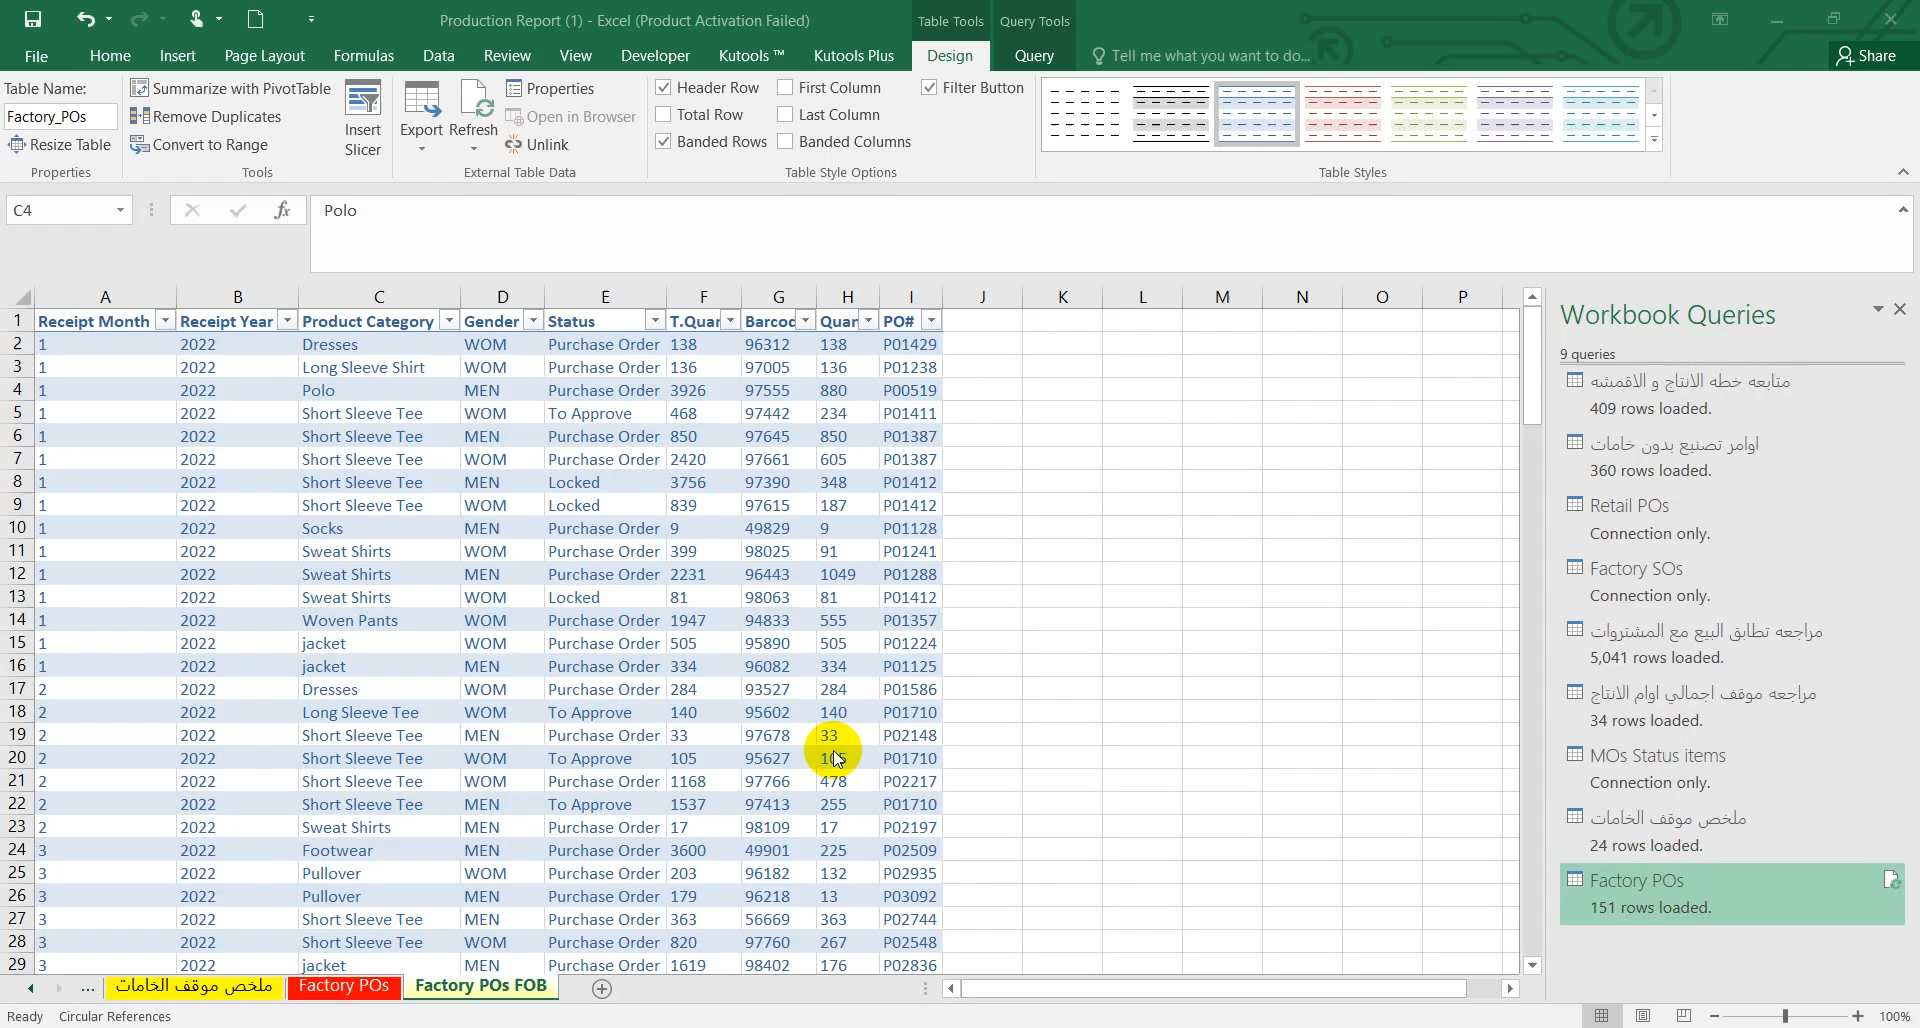 Production Report (1) - Excel (Product Activation Failed)
Table Tools
Query Tools
File
Home
Insert
Page Layout
Formulas
Data
Review
View
Developer
Kutools ™
Kutools Plus
Design
Query
Tell me what you want to do...
Share
Table Name:
Factory_POs
Resize Table
Properties
Summarize with PivotTable
Remove Duplicates
Convert to Range
Tools
Insert
Slicer
Export
Refresh
Properties
Open in Browser
Unlink
External Table Data
Header Row
First Column
Filter Button
Total Row
Last Column
Banded Rows
Banded Columns
Table Style Options
Table Styles
C4
fx
Polo
A B C D E F G H I J K L M N O P
1 Receipt Month Receipt Year Product Category Gender Status T.Quar Barcoc Quar PO#
2 1 2022 Dresses WOM Purchase Order 138 96312 138 P01429
3 1 2022 Long Sleeve Shirt WOM Purchase Order 136 97005 136 P01238
4 1 2022 Polo MEN Purchase Order 3926 97555 880 P00519
5 1 2022 Short Sleeve Tee WOM To Approve 468 97442 234 P01411
6 1 2022 Short Sleeve Tee MEN Purchase Order 850 97645 850 P01387
7 1 2022 Short Sleeve Tee WOM Purchase Order 2420 97661 605 P01387
8 1 2022 Short Sleeve Tee MEN Locked 3756 97390 348 P01412
9 1 2022 Short Sleeve Tee WOM Locked 839 97615 187 P01412
10 1 2022 Socks MEN Purchase Order 9 49829 9 P01128
11 1 2022 Sweat Shirts WOM Purchase Order 399 98025 91 P01241
12 1 2022 Sweat Shirts MEN Purchase Order 2231 96443 1049 P01288
13 1 2022 Sweat Shirts WOM Locked 81 98063 81 P01412
14 1 2022 Woven Pants WOM Purchase Order 1947 94833 555 P01357
15 1 2022 jacket WOM Purchase Order 505 95890 505 P01224
16 1 2022 jacket MEN Purchase Order 334 96082 334 P01125
17 2 2022 Dresses WOM Purchase Order 284 93527 284 P01586
18 2 2022 Long Sleeve Tee WOM To Approve 140 95602 140 P01710
19 2 2022 Short Sleeve Tee MEN Purchase Order 33 97678 33 P02148
20 2 2022 Short Sleeve Tee WOM To Approve 105 95627 105 P01710
21 2 2022 Short Sleeve Tee WOM Purchase Order 1168 97766 478 P02217
22 2 2022 Short Sleeve Tee MEN To Approve 1537 97413 255 P01710
23 2 2022 Sweat Shirts MEN Purchase Order 17 98109 17 P02197
24 3 2022 Footwear MEN Purchase Order 3600 49901 225 P02509
25 3 2022 Pullover WOM Purchase Order 203 96182 132 P02935
26 3 2022 Pullover MEN Purchase Order 179 96218 13 P03092
27 3 2022 Short Sleeve Tee MEN Purchase Order 363 56669 363 P02744
28 3 2022 Short Sleeve Tee WOM Purchase Order 820 97760 267 P02548
29 3 2022 jacket MEN Purchase Order 1619 98402 176 P02836
Workbook Queries
9 queries
متابعه خطه الانتاج و الاقمشه
409 rows loaded.
اوامر تصنيع بدون خامات
360 rows loaded.
Retail POs
Connection only.
Factory SOs
Connection only.
مراجعه تطابق البيع مع المشتروات
5,041 rows loaded.
مراجعه موقف اجمالي اوام الانتاج
34 rows loaded.
MOs Status items
Connection only.
ملخص موقف الخامات
24 rows loaded.
Factory POs
151 rows loaded.
...
ملخص موقف الخامات
Factory POs
Factory POs FOB
Ready
Circular References
100%